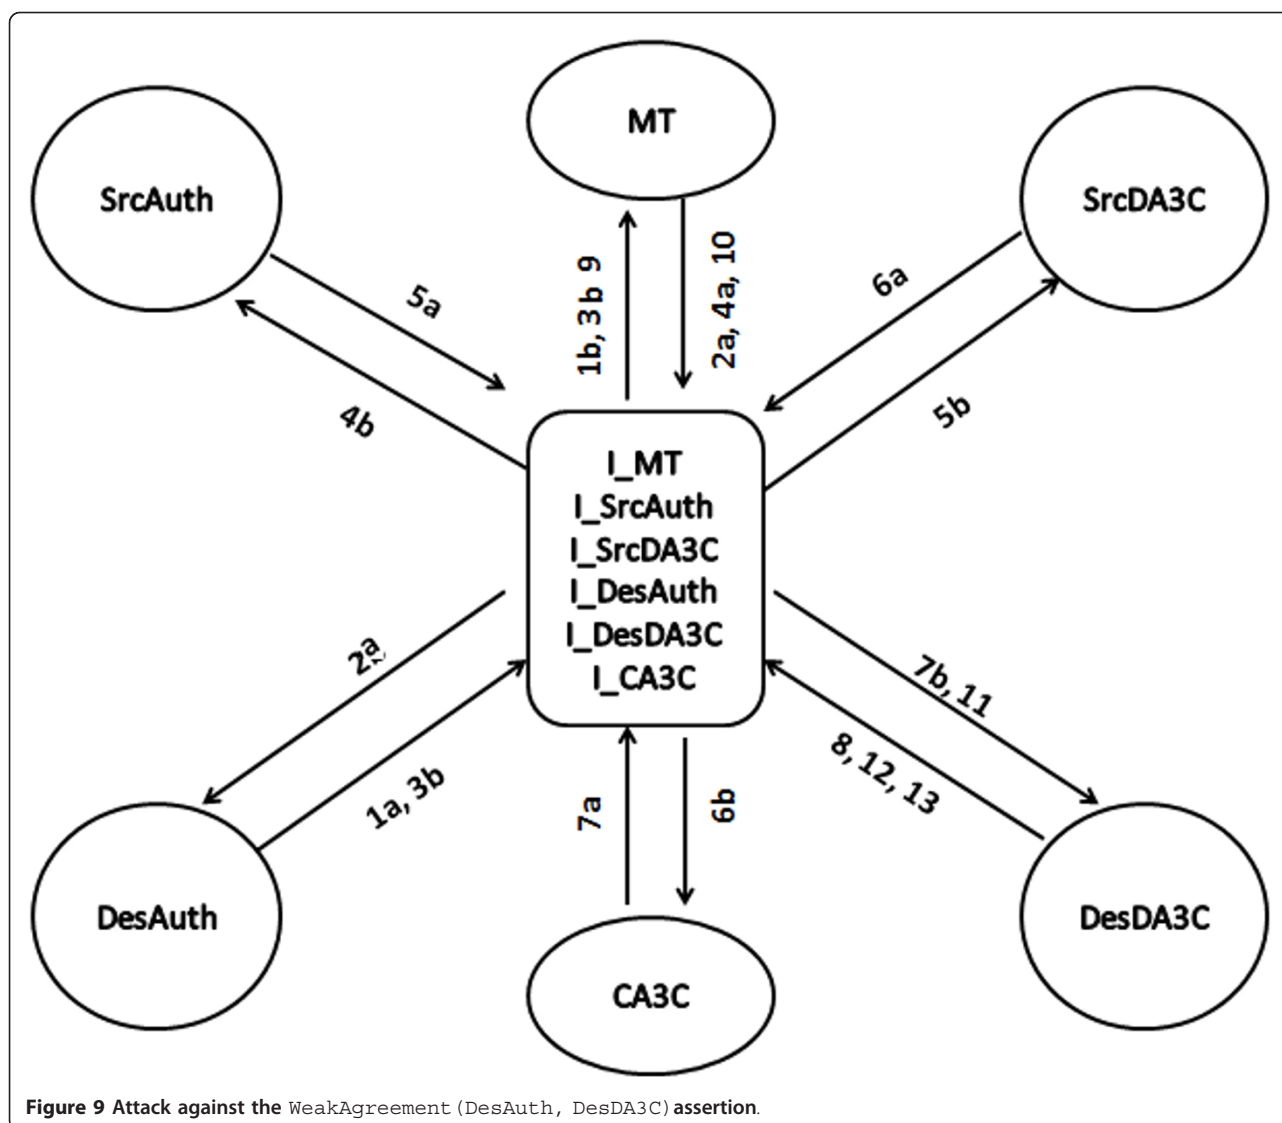 MT
SrcAuth
SrcDA3C
5a
4b
1b, 3b 9
2a, 4a, 10
6a
5b
I_MT
I_SrcAuth
I_SrcDA3C
I_DesAuth
I_DesDA3C
I_CA3C
2a
1a, 3b
7a
6b
7b, 11
8, 12, 13
DesAuth
CA3C
DesDA3C
Figure 9 Attack against the WeakAgreement(DesAuth, DesDA3C) assertion.